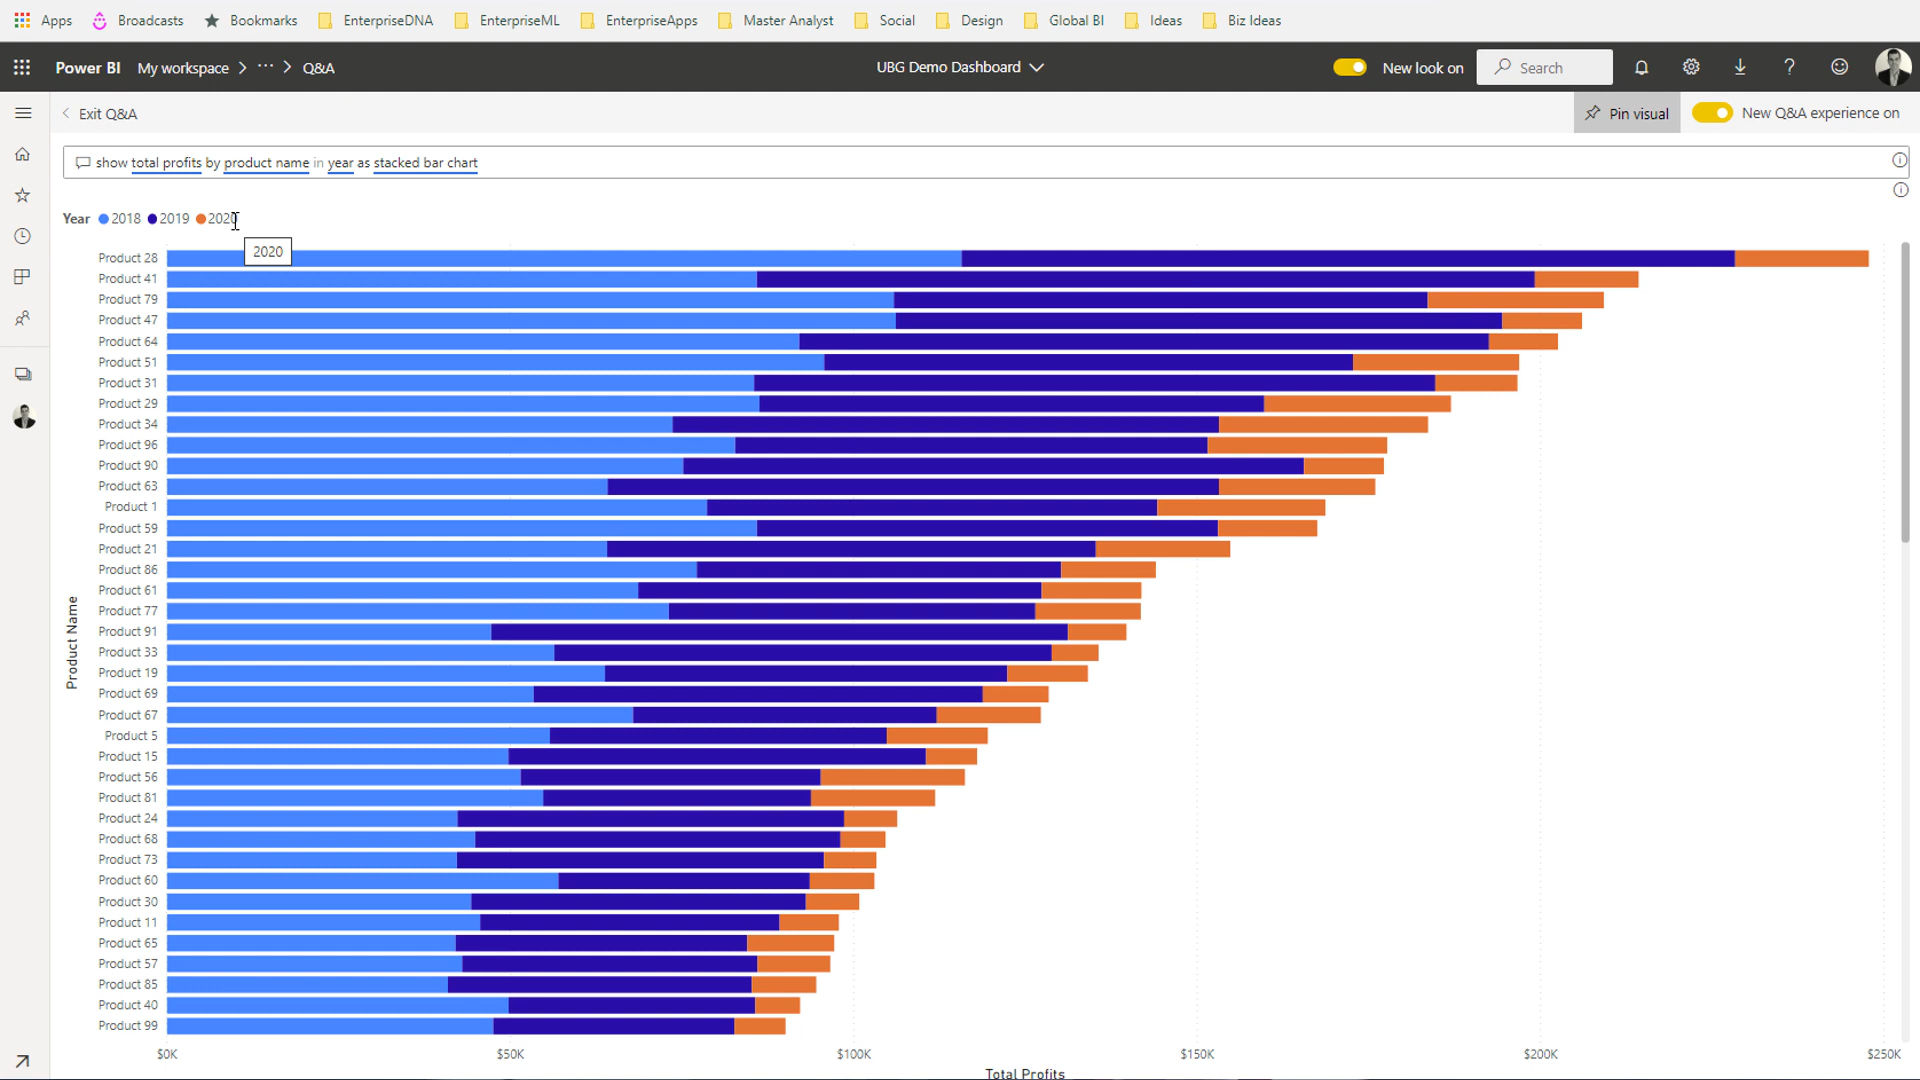 Apps Broadcasts Bookmarks EnterpriseDNA EnterpriseML EnterpriseApps Master Analyst Social Design Global BI Ideas Biz Ideas
Power BI My workspace > ... > Q&A UBG Demo Dashboard New look on Search
Exit Q&A Pin visual New Q&A experience on
show total profits by product name in year as stacked bar chart
Year 2018 2019 2020
2020
Product 28
Product 41
Product 79
Product 47
Product 64
Product 51
Product 31
Product 29
Product 34
Product 96
Product 90
Product 63
Product 1
Product 59
Product 21
Product 86
Product 61
Product 77
Product 91
Product 33
Product 19
Product 69
Product 67
Product 5
Product 15
Product 56
Product 81
Product 24
Product 68
Product 73
Product 60
Product 30
Product 11
Product 65
Product 57
Product 85
Product 40
Product 99
Product Name
$0K $50K $100K $150K $200K $250K
Total Profits